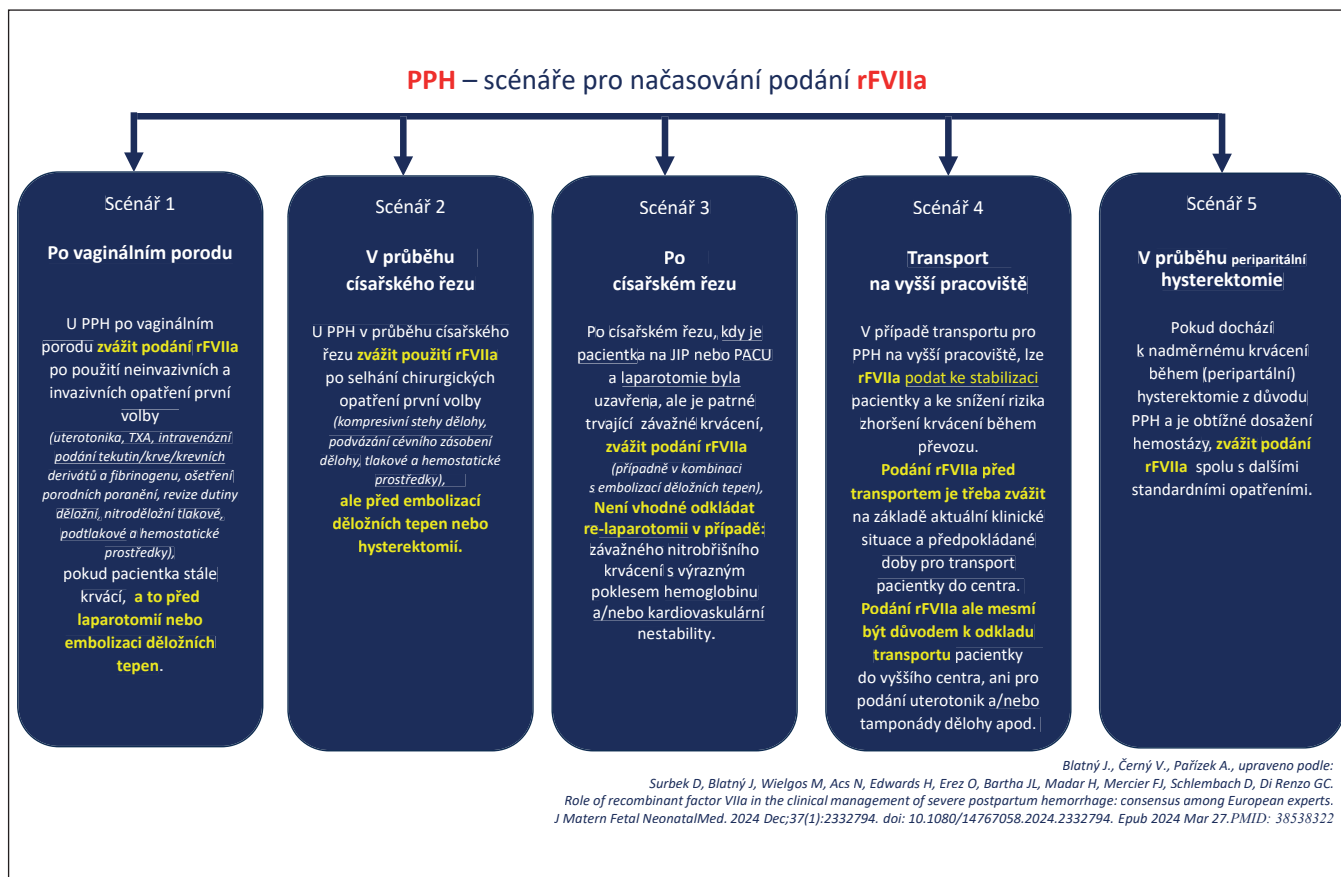 PPH – scénáře pro načasování podání rFVIIa
Scénář 1
Po vaginálním porodu
U PPH po vaginálním
porodu zvážit podání rFVIIa
po použití neinvazivních a
invazivních opatření první
volby
(uterotonika, TXA, intravenózní
podání tekutin/krve/krevních
derivátů a fibrinogenu, ošetření
porodních poranění, revize dutiny
děložní, nitroděložní tlakové,
podtlakové a hemostatické
prostředky),
pokud pacientka stále
krvácí, a to před
laparotomií nebo
embolizaci děložních
tepen.
Scénář 2
V průběhu
císařského řezu
U PPH v průběhu císařského
řezu zvážit použití rFVIIa
po selhání chirurgických
opatření první volby
(kompresivní stehy dělohy,
podvázání cévního zásobení
dělohy, tlakové a hemostatické
prostředky),
ale před embolizací
děložních tepen nebo
hysterektomií.
Scénář 3
Po
císařském řezu
Po císařském řezu, kdy je
pacientka na JIP nebo PACU
a laparotomie byla
uzavřena, ale je patrné
trvající závažné krvácení,
zvážit podání rFVIIa
(případně v kombinaci
s embolizací děložních tepen),
Není vhodné odkládat
re-laparotomii v případě:
závažného nitrobřišního
krvácení s výrazným
poklesem hemoglobinu
a/nebo kardiovaskulární
nestability.
Scénář 4
Transport
na vyšší pracoviště
V případě transportu pro
PPH na vyšší pracoviště, lze
rFVIIa podat ke stabilizaci
pacientky a ke snížení rizika
zhoršení krvácení během
převozu.
Podání rFVIIa před
transportem je třeba zvážit
na základě aktuální klinické
situace a předpokládané
doby pro transport
pacientky do centra.
Podání rFVIIa ale mesmí
být důvodem k odkladu
transportu pacientky
do vyššího centra, ani pro
podání uterotonik a/nebo
tamponády dělohy apod.
Scénář 5
V průběhu periparitální
hysterektomie
Pokud dochází
k nadměrnému krvácení
během (peripartální)
hysterektomie z důvodu
PPH a je obtížné dosažení
hemostázy, zvážit podání
rFVIIa spolu s dalšími
standardními opatřeními.
Blatný J., Černý V., Pařízek A., upraveno podle:
Surbek D, Blatný J, Wielgos M, Acs N, Edwards H, Erez O, Bartha JL, Madar H, Mercier FJ, Schlembach D, Di Renzo GC.
Role of recombinant factor VIIa in the clinical management of severe postpartum hemorrhage: consensus among European experts.
J Matern Fetal NeonatalMed. 2024 Dec;37(1):2332794. doi: 10.1080/14767058.2024.2332794. Epub 2024 Mar 27.PMID: 38538322